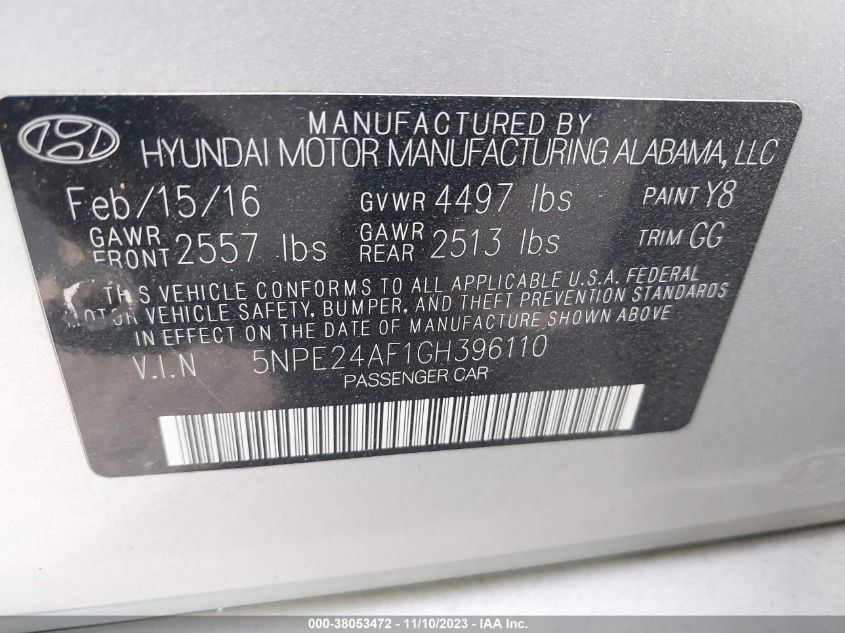 MANUFACTURED BY
HYUNDAI MOTOR MANUFACTURING ALABAMA, LLC
Feb/15/16 GVWR 4497 lbs PAINT Y8
GAWR FRONT 2557 lbs GAWR REAR 2513 lbs TRIM GG
THIS VEHICLE CONFORMS TO ALL APPLICABLE U.S.A. FEDERAL
MOTOR VEHICLE SAFETY, BUMPER, AND THEFT PREVENTION STANDARDS
IN EFFECT ON THE DATE OF MANUFACTURE SHOWN ABOVE
V.I.N 5NPE24AF1GH396110
PASSENGER CAR
000-38053472 - 11/10/2023 - IAA Inc.